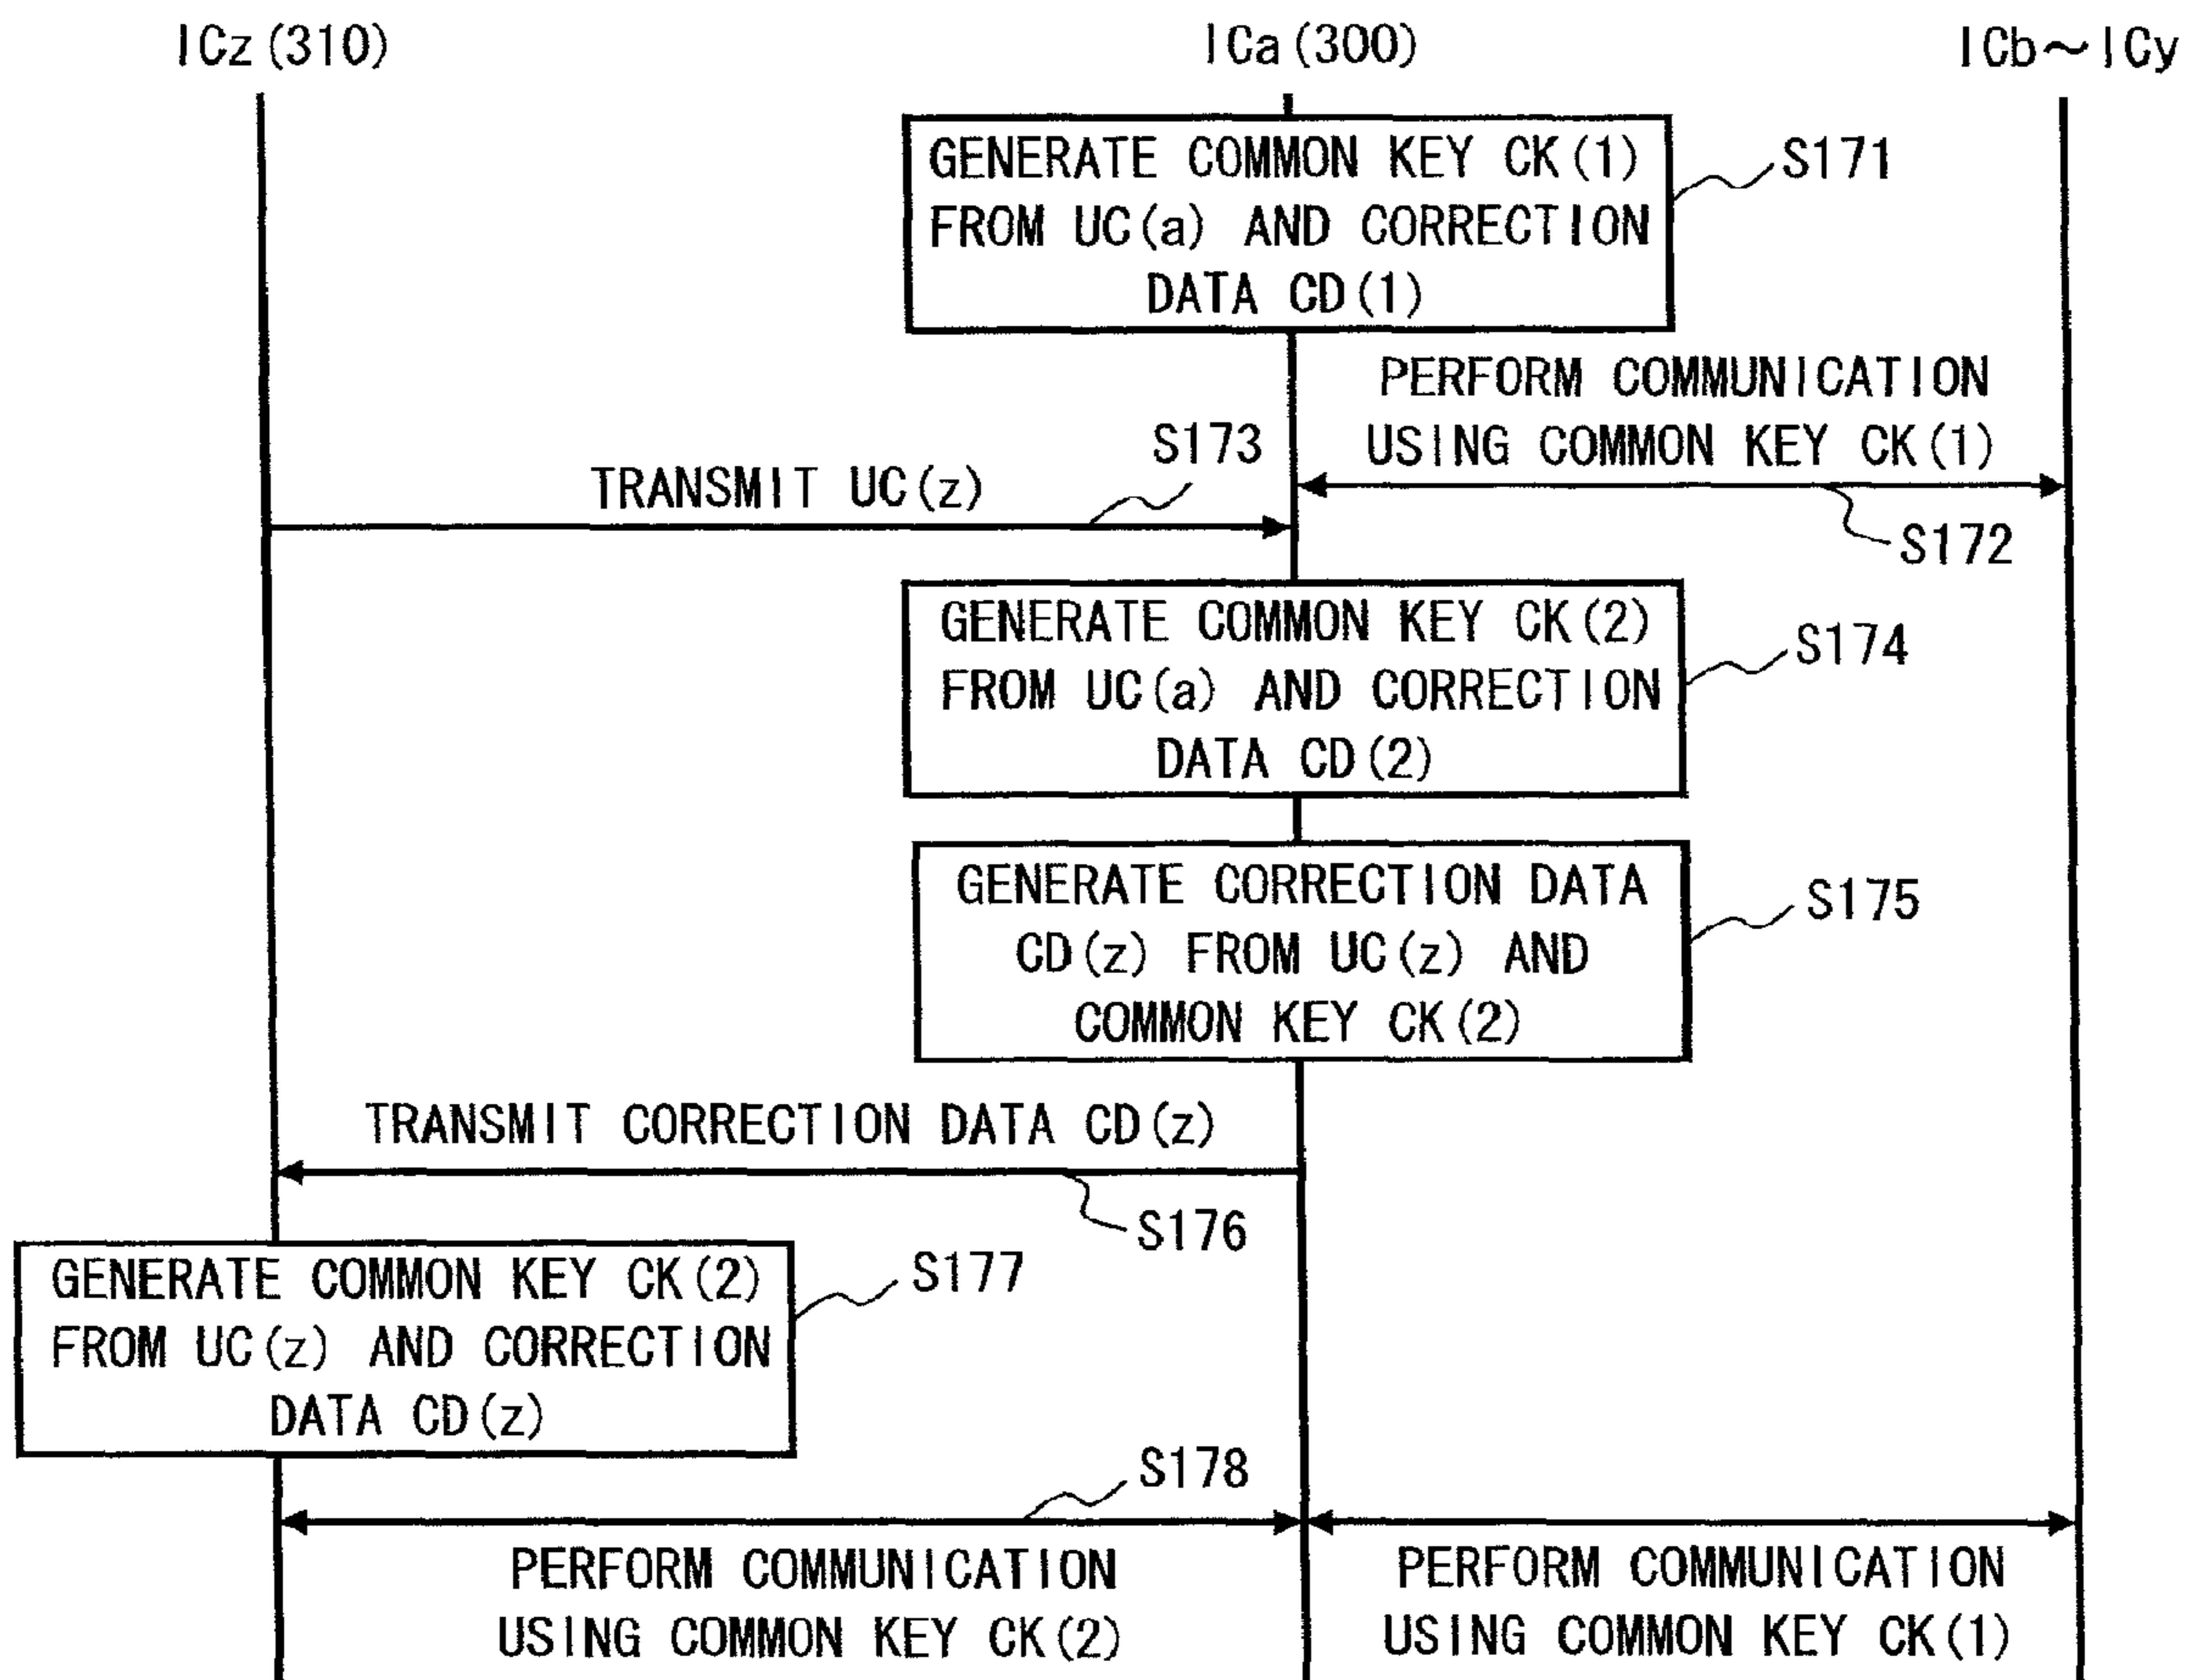 ICz(310)
ICa(300)
ICb~ICy
GENERATE COMMON KEY CK(1)
FROM UC(a) AND CORRECTION
DATA CD(1)
S171
PERFORM COMMUNICATION
USING COMMON KEY CK(1)
S172
S173
TRANSMIT UC(z)
GENERATE COMMON KEY CK(2)
FROM UC(a) AND CORRECTION
DATA CD(2)
S174
GENERATE CORRECTION DATA
CD(z) FROM UC(z) AND
COMMON KEY CK(2)
S175
TRANSMIT CORRECTION DATA CD(z)
S176
GENERATE COMMON KEY CK(2)
FROM UC(z) AND CORRECTION
DATA CD(z)
S177
S178
PERFORM COMMUNICATION
USING COMMON KEY CK(2)
PERFORM COMMUNICATION
USING COMMON KEY CK(1)